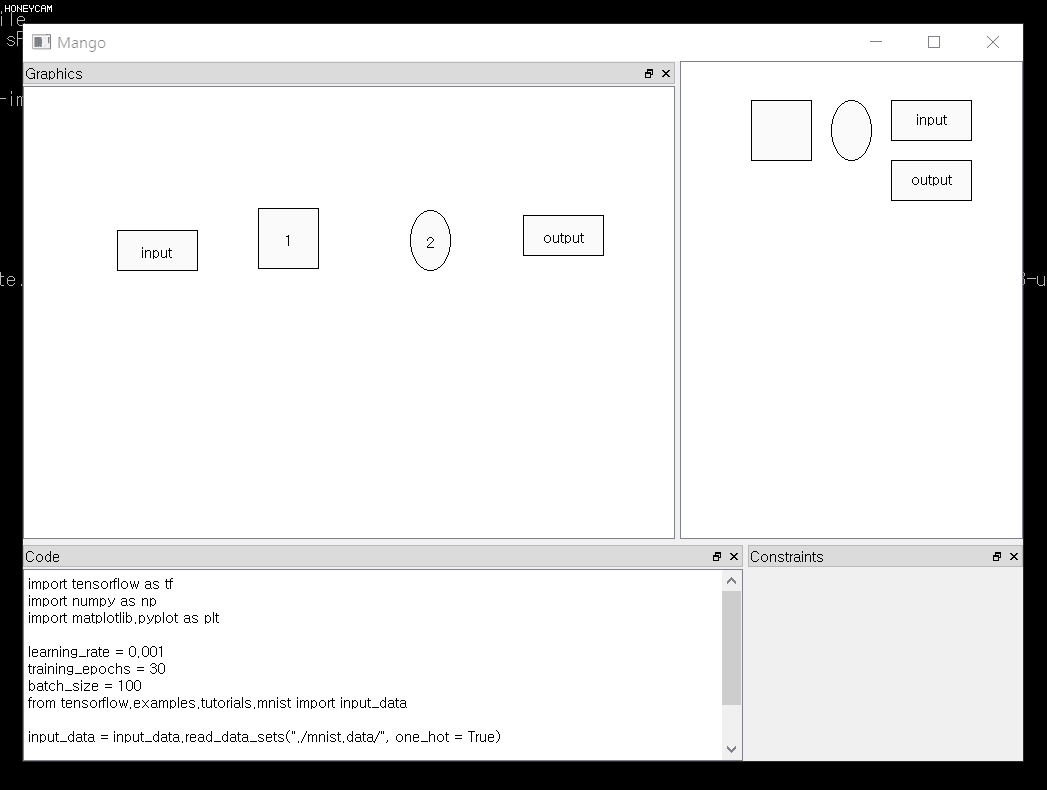 HONEYCAM
ile
Mango
-im
Graphics
input
1
2
output
input
output
te.
-u
Code
import tensorflow as tf
import numpy as np
import matplotlib.pyplot as plt
learning_rate = 0.001
training_epochs = 30
batch_size = 100
from tensorflow.examples.tutorials.mnist import input_data
input_data = input_data.read_data_sets("./mnist.data/", one_hot = True)
Constraints